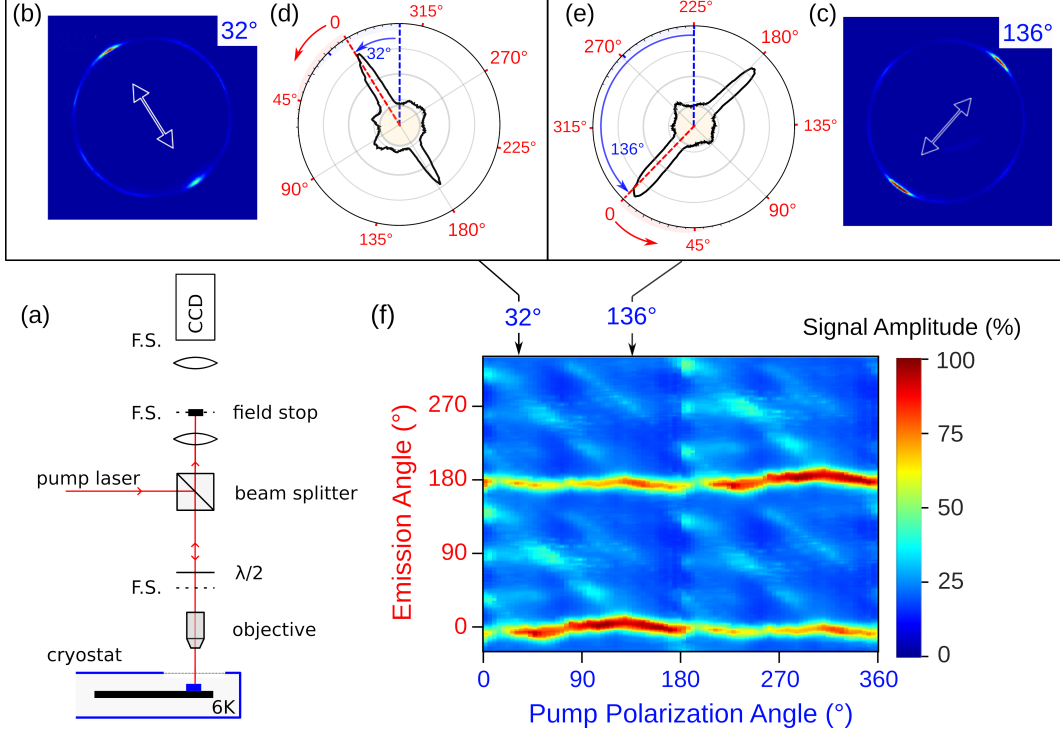 (b)
32°
(d)
0
315°
32°
270°
45°
225°
90°
180°
135°
(e)
225°
180°
(c)
136°
270°
315°
135°
136°
0
90°
45°
(a)
CCD
F.S.
F.S.
field stop
pump laser
beam splitter
λ/2
F.S.
objective
cryostat
6K
(f)
32°
136°
Signal Amplitude (%)
100
75
50
25
0
Emission Angle (°)
270
180
90
0
0
90
180
270
360
Pump Polarization Angle (°)